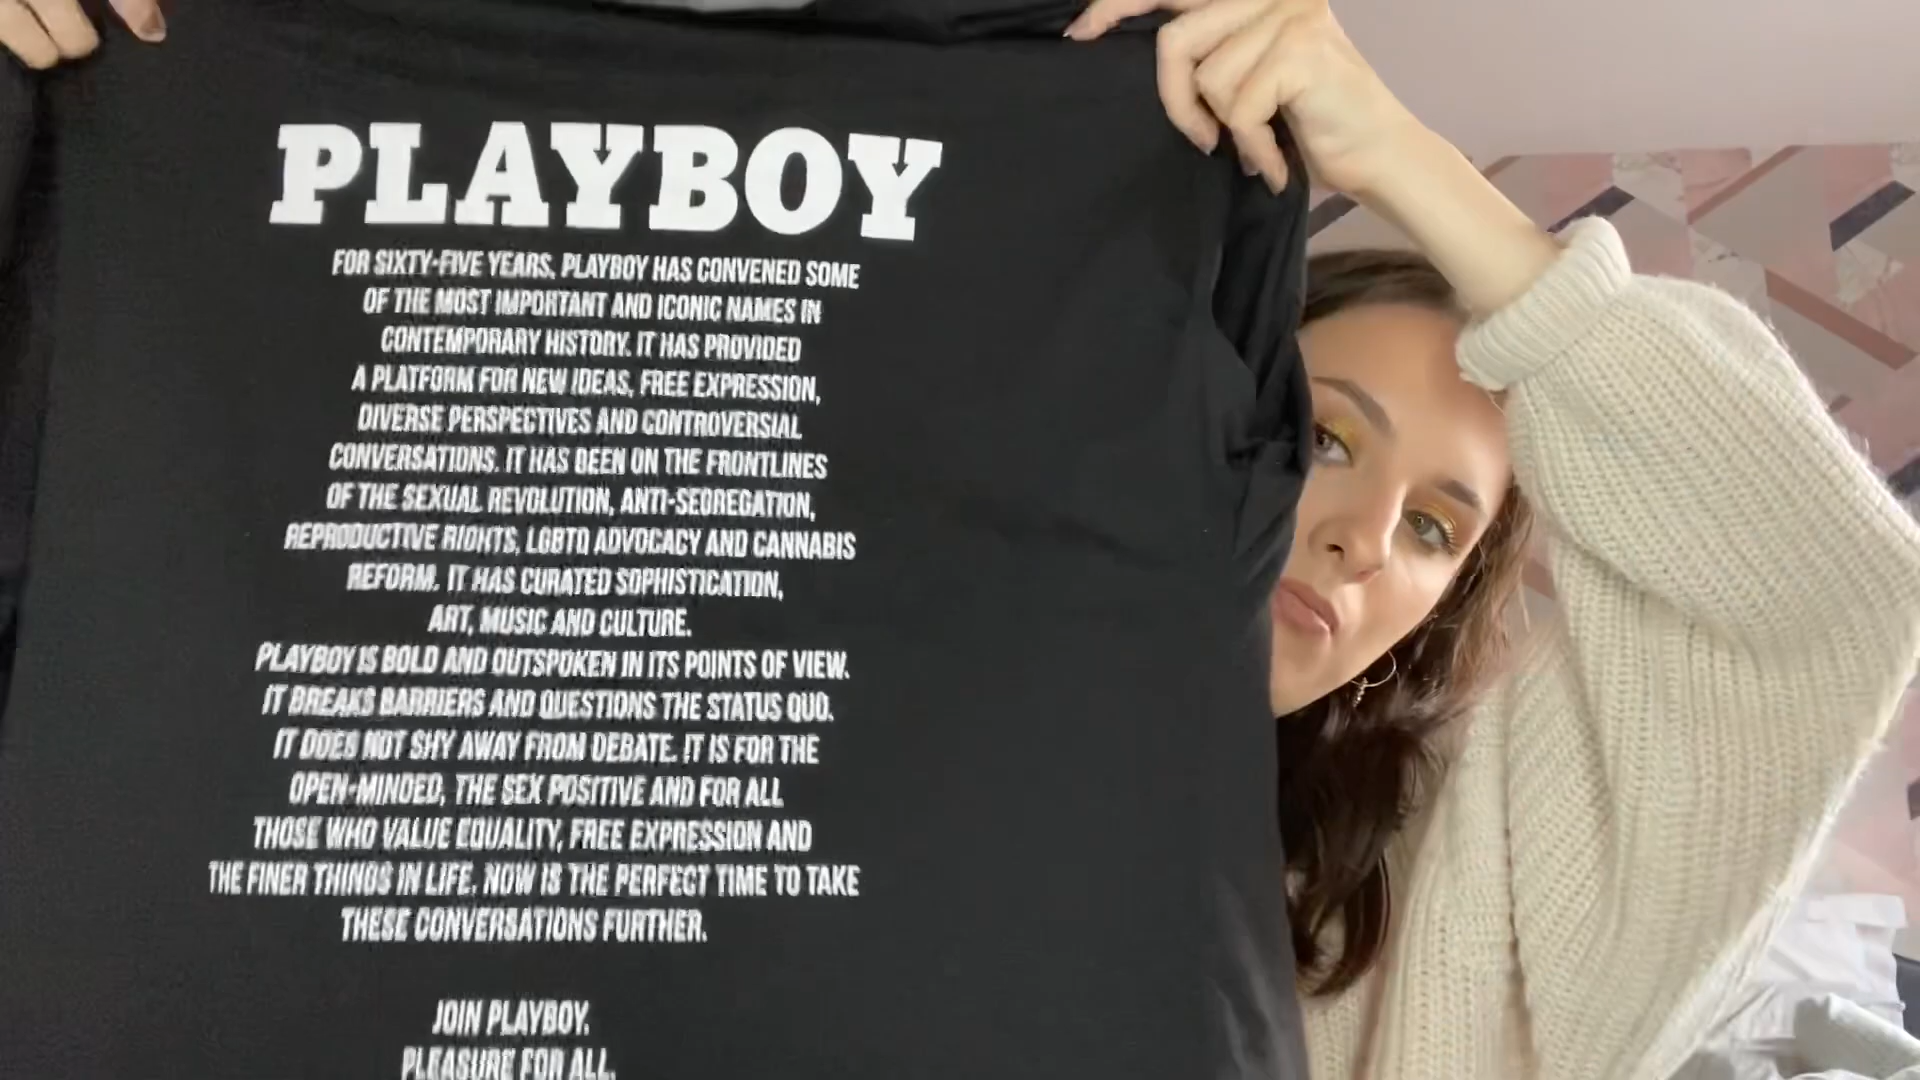 PLAYBOY
FOR SIXTY-FIVE YEARS, PLAYBOY HAS CONVENED SOME
OF THE MOST IMPORTANT AND ICONIC NAMES IN
CONTEMPORARY HISTORY. IT HAS PROVIDED
A PLATFORM FOR NEW IDEAS, FREE EXPRESSION,
DIVERSE PERSPECTIVES AND CONTROVERSIAL
CONVERSATIONS. IT HAS BEEN ON THE FRONTLINES
OF THE SEXUAL REVOLUTION, ANTI-SEGREGATION,
REPRODUCTIVE RIGHTS, LGBTQ ADVOCACY AND CANNABIS
REFORM. IT HAS CURATED SOPHISTICATION,
ART, MUSIC AND CULTURE.
PLAYBOY IS BOLD AND OUTSPOKEN IN ITS POINTS OF VIEW.
IT BREAKS BARRIERS AND QUESTIONS THE STATUS QUO.
IT DOES NOT SHY AWAY FROM DEBATE. IT IS FOR THE
OPEN-MINDED, THE SEX POSITIVE AND FOR ALL
THOSE WHO VALUE EQUALITY, FREE EXPRESSION AND
THE FINER THINGS IN LIFE. NOW IS THE PERFECT TIME TO TAKE
THESE CONVERSATIONS FURTHER.
JOIN PLAYBOY.
PLEASURE FOR ALL.